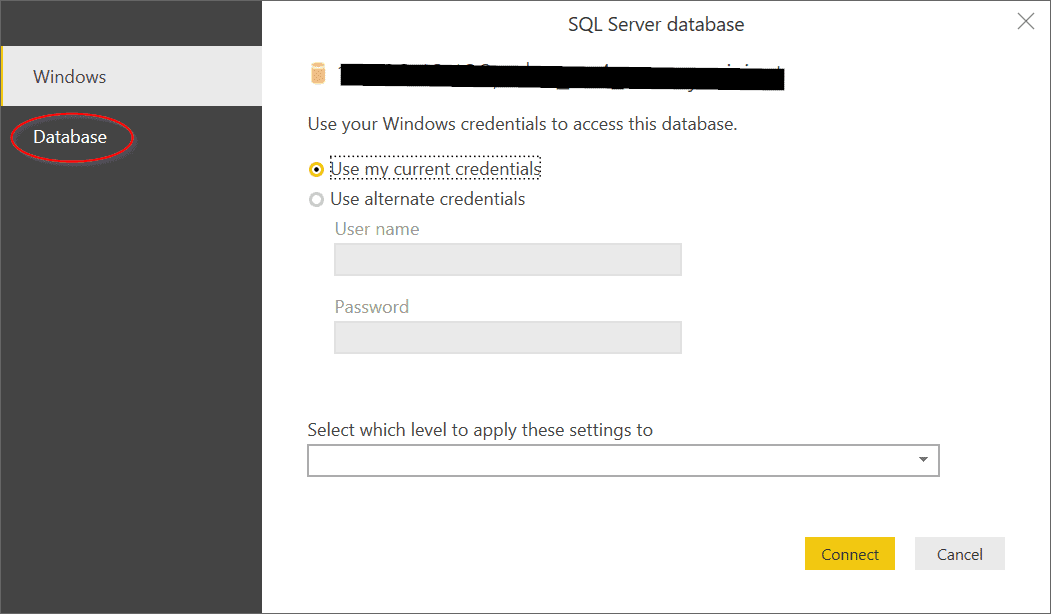 SQL Server database
Windows
Database
Use your Windows credentials to access this database.
Use my current credentials
Use alternate credentials
User name
Password
Select which level to apply these settings to
Connect
Cancel